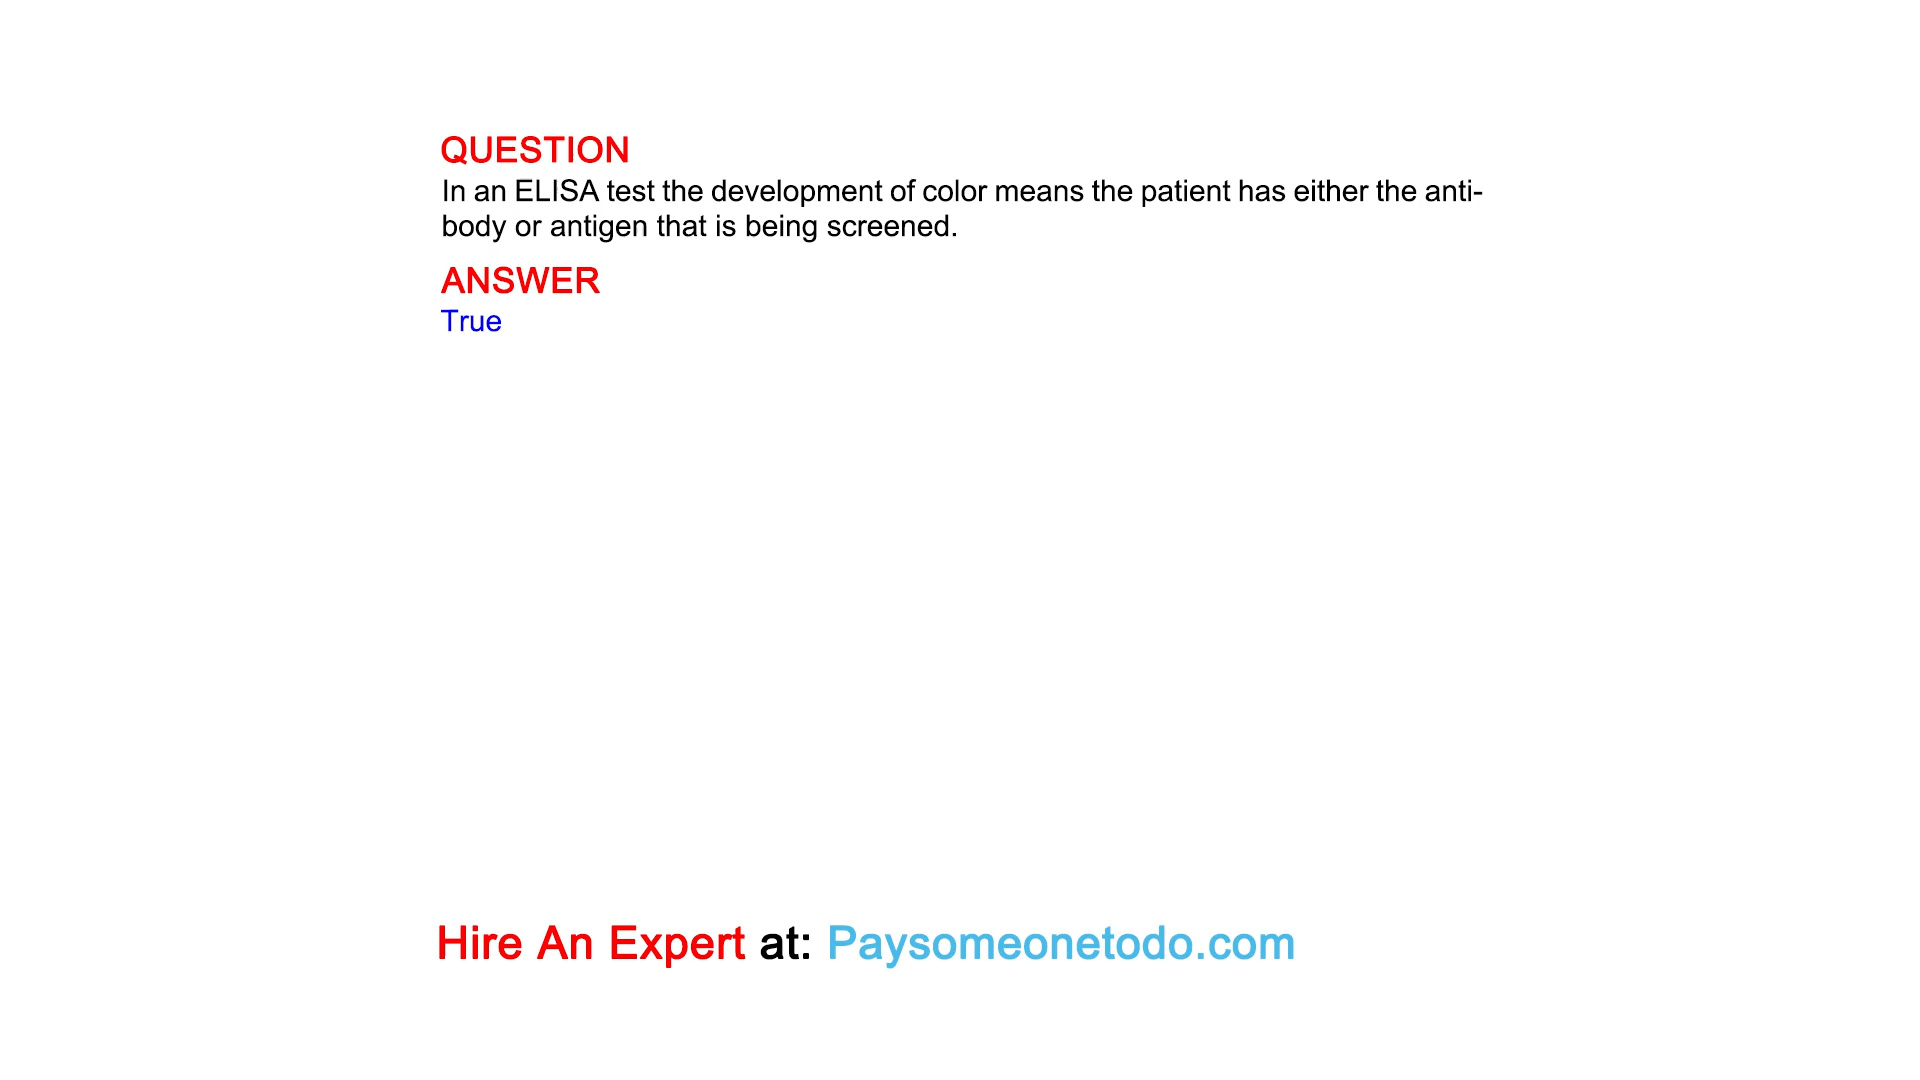 QUESTION
In an ELISA test the development of color means the patient has either the anti-
body or antigen that is being screened.
ANSWER
True
Hire An Expert at: Paysomeonetodo.com